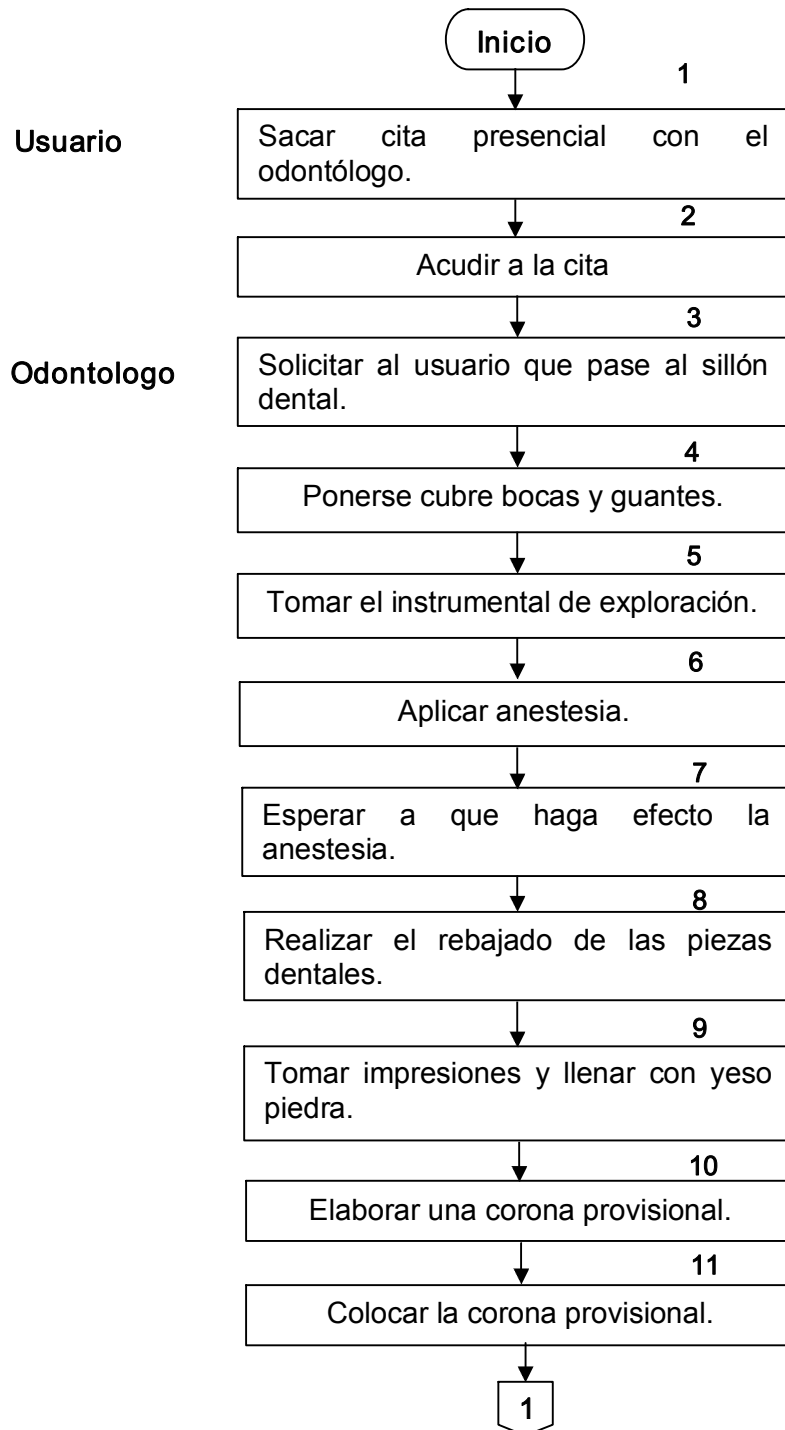 Inicio
1
Usuario
Sacar cita presencial con el
odontólogo.
2
Acudir a la cita
3
Odontologo
Solicitar al usuario que pase al sillón
dental.
4
Ponerse cubre bocas y guantes.
5
Tomar el instrumental de exploración.
6
Aplicar anestesia.
7
Esperar a que haga efecto la
anestesia.
8
Realizar el rebajado de las piezas
dentales.
9
Tomar impresiones y llenar con yeso
piedra.
10
Elaborar una corona provisional.
11
Colocar la corona provisional.
1